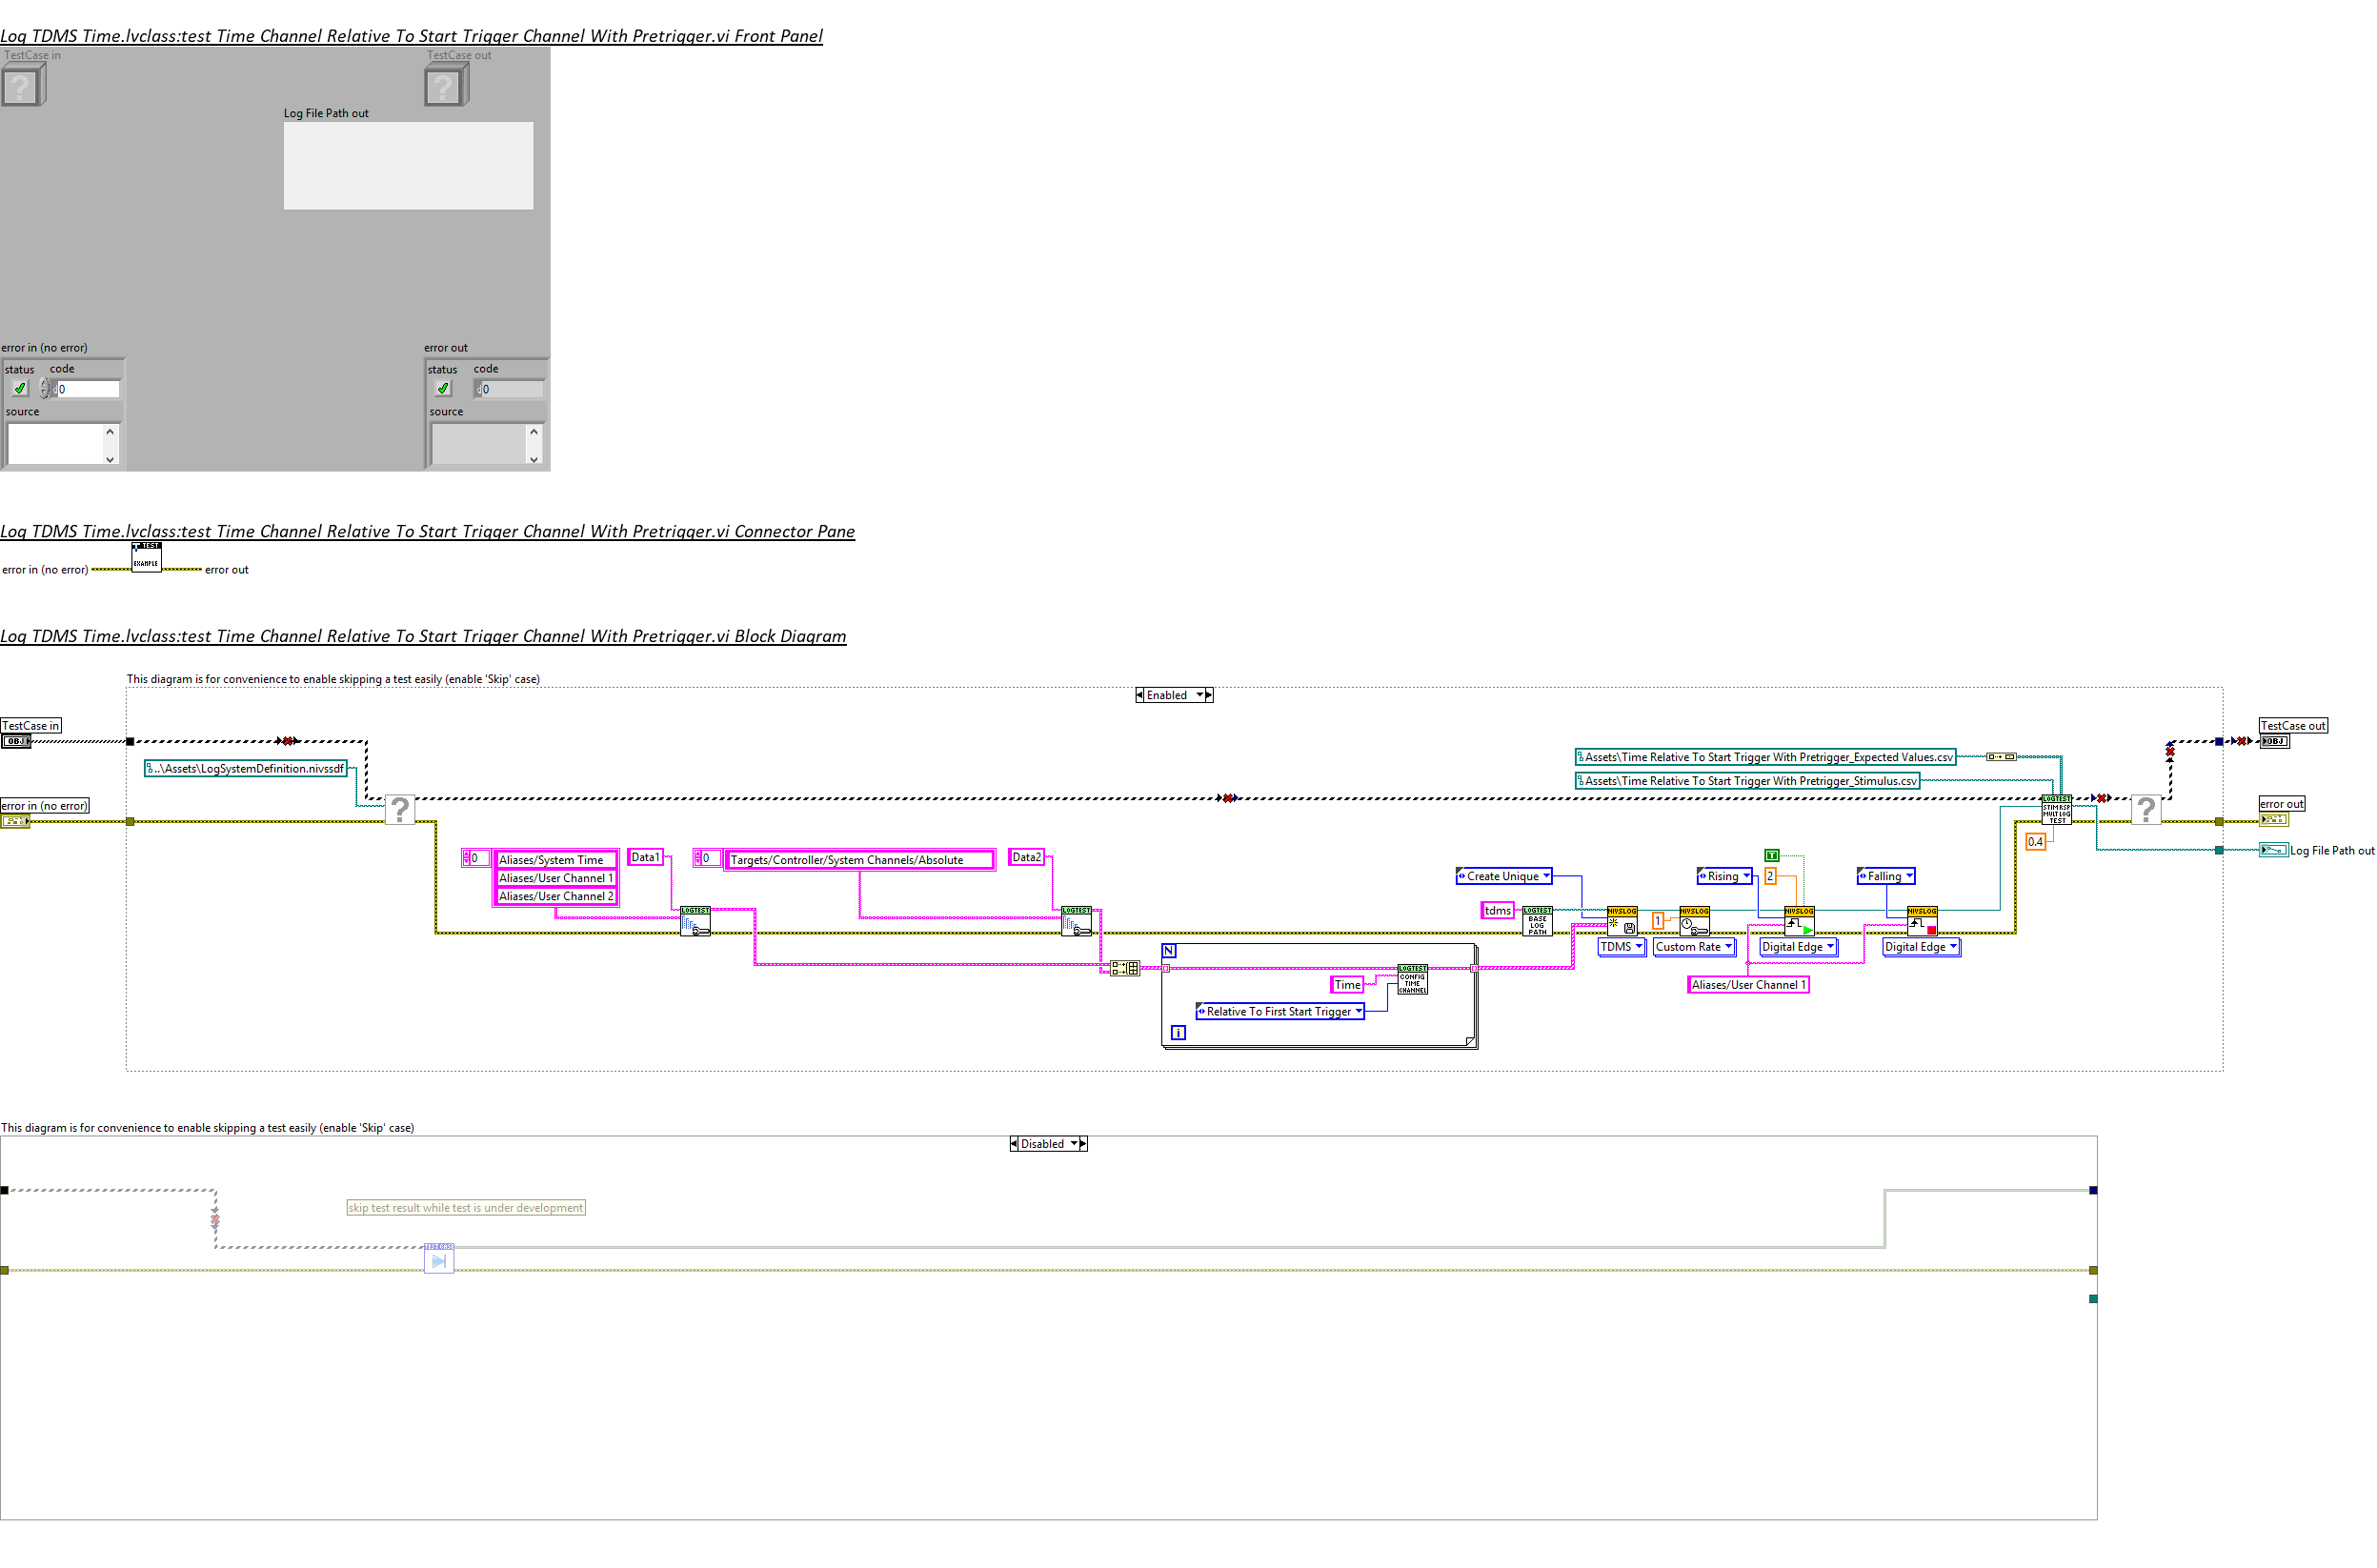 Log TDMS Time.lvclass:test Time Channel Relative To Start Trigger Channel With Pretrigger.vi Front Panel
TestCase in
TestCase out
?
?
Log File Path out
error in (no error)
error out
status code
0
source
status code
0
source
Log TDMS Time.lvclass:test Time Channel Relative To Start Trigger Channel With Pretrigger.vi Connector Pane
TEST
EXAMPLE
error in (no error)
error out
Log TDMS Time.lvclass:test Time Channel Relative To Start Trigger Channel With Pretrigger.vi Block Diagram
This diagram is for convenience to enable skipping a test easily (enable 'Skip' case)
Enabled
TestCase in
OBJ
TestCase out
OBJ
..\Assets\LogSystemDefinition.nivssdf
Assets\Time Relative To Start Trigger With Pretrigger_Expected Values.csv
Assets\Time Relative To Start Trigger With Pretrigger_Stimulus.csv
error in (no error)
?
LOGTEST
STIM RSP
MULT LOG
TEST
?
error out
0.4
Log File Path out
0
Aliases/System Time
Aliases/User Channel 1
Aliases/User Channel 2
Data1
0
Targets/Controller/System Channels/Absolute
Data2
T
Create Unique
Rising
2
Falling
LOGTEST
LOGTEST
tdms
LOGTEST
BASE
LOG
PATH
NIVSLOG
1
NIVSLOG
NIVSLOG
NIVSLOG
TDMS
Custom Rate
Digital Edge
Digital Edge
N
LOGTEST
CONFIG
TIME
CHANNEL
Time
Aliases/User Channel 1
Relative To First Start Trigger
i
This diagram is for convenience to enable skipping a test easily (enable 'Skip' case)
Disabled
skip test result while test is under development
TEST CASE